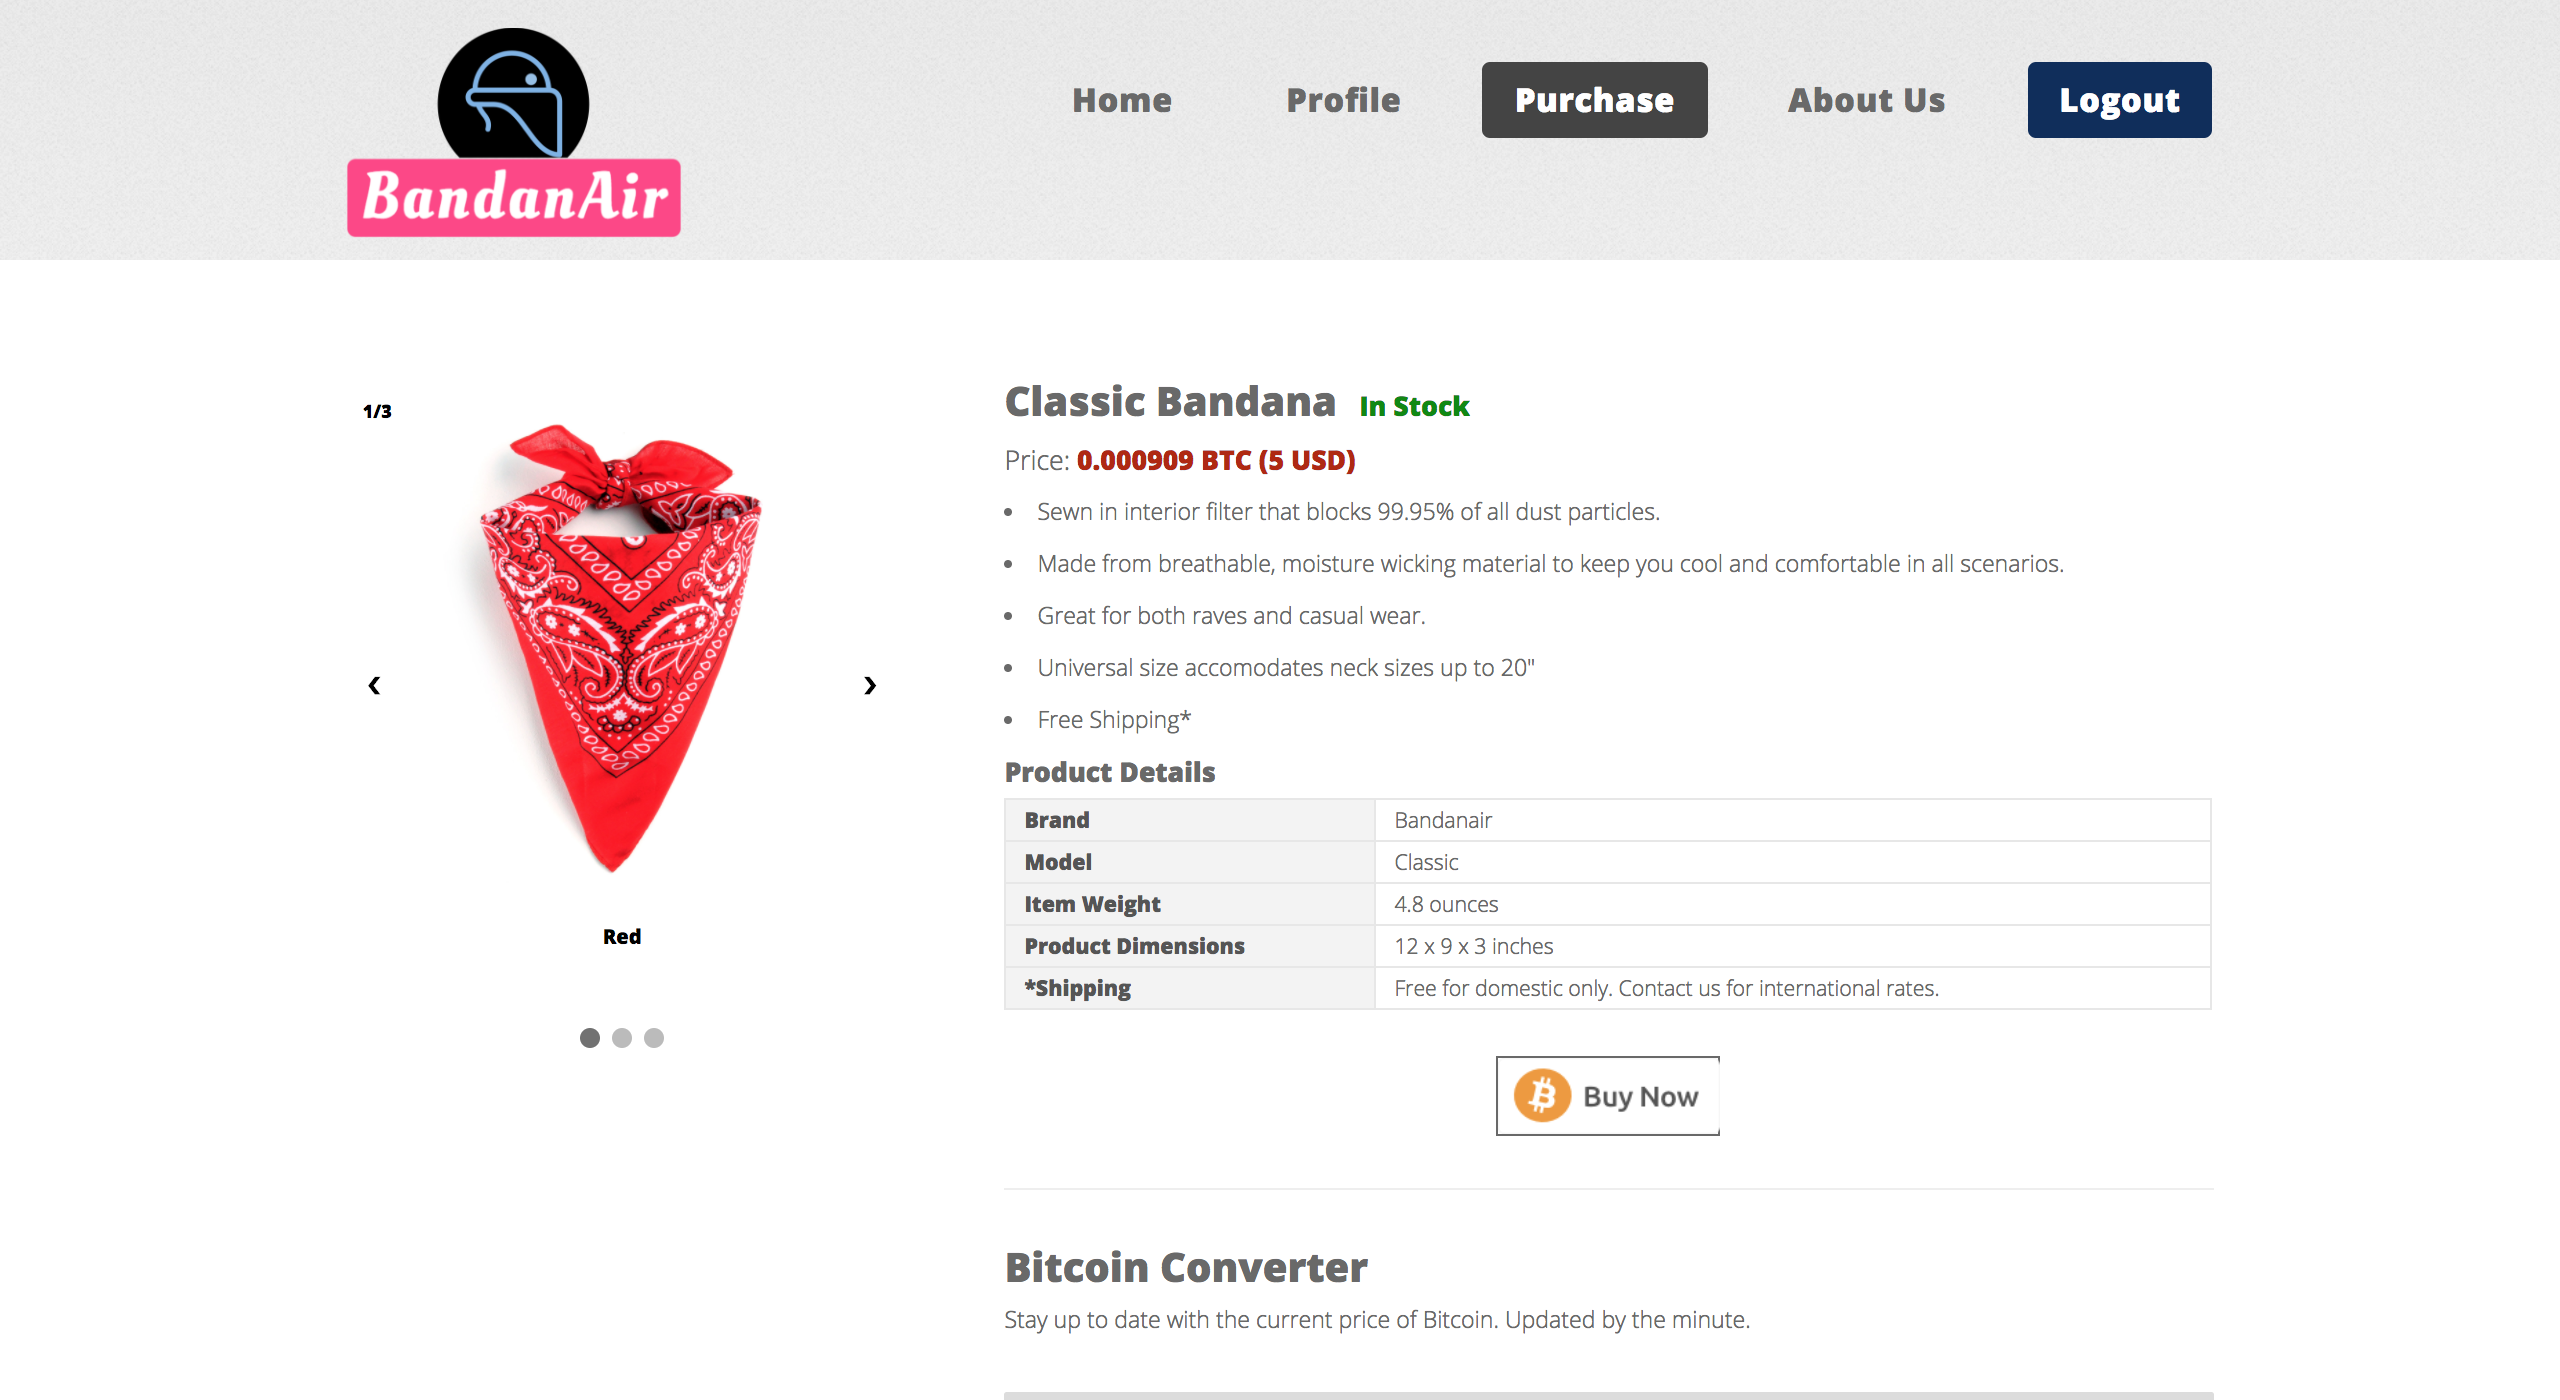 BandanAir
Home
Profile
Purchase
About Us
Logout
1/3
‹
›
Red
Classic Bandana In Stock
Price: 0.000909 BTC (5 USD)
• Sewn in interior filter that blocks 99.95% of all dust particles.
• Made from breathable, moisture wicking material to keep you cool and comfortable in all scenarios.
• Great for both raves and casual wear.
• Universal size accomodates neck sizes up to 20"
• Free Shipping*
Product Details
Brand Bandanair
Model Classic
Item Weight 4.8 ounces
Product Dimensions 12 x 9 x 3 inches
*Shipping Free for domestic only. Contact us for international rates.
Buy Now
Bitcoin Converter
Stay up to date with the current price of Bitcoin. Updated by the minute.